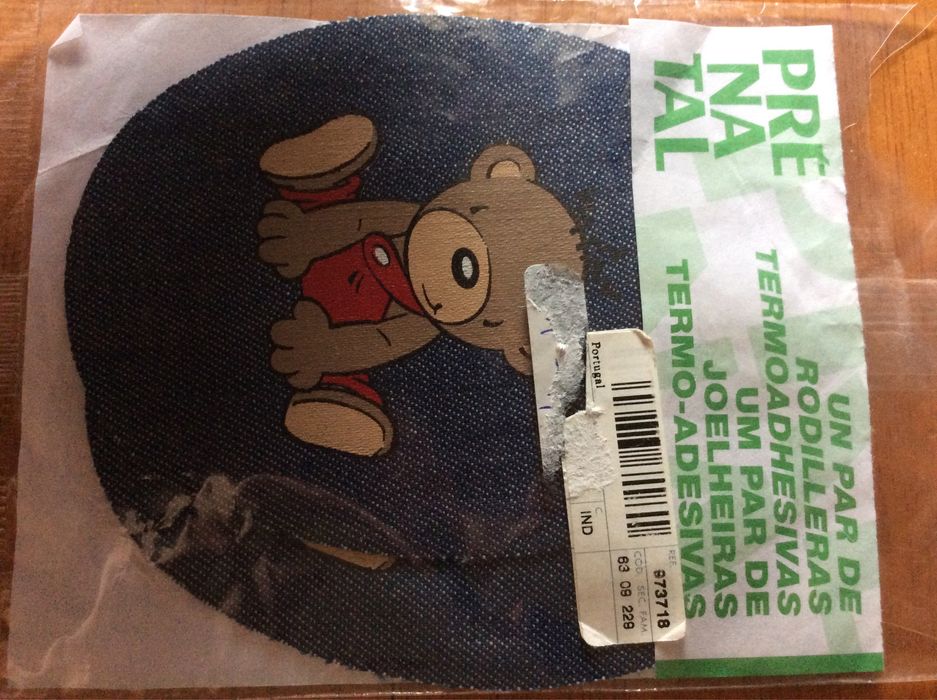 PRÉ
NA
TAL
UN PAR DE
RODILLERAS
TERMOADHESIVAS
UM PAR DE
JOELHEIRAS
TERMO-ADESIVAS
Portugal
REF. 973718
COD. SEC. FAM.
C IND 63 09 229